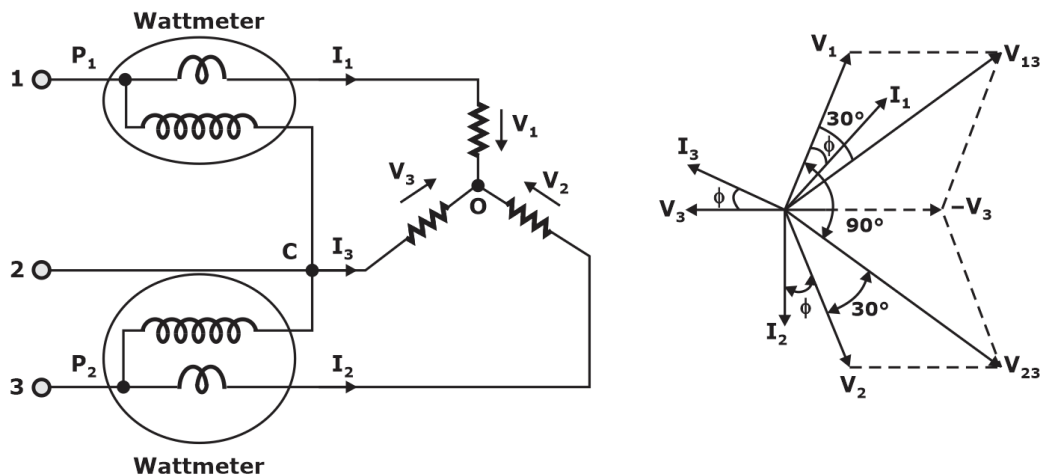 Wattmeter
P₁
I₁
1
V₁
V₃
V₂
O
C
I₃
2
P₂
I₂
3
Wattmeter
V₁
V₁₃
I₁
30°
ϕ
I₃
ϕ
V₃
−V₃
90°
ϕ
30°
I₂
V₂
V₂₃